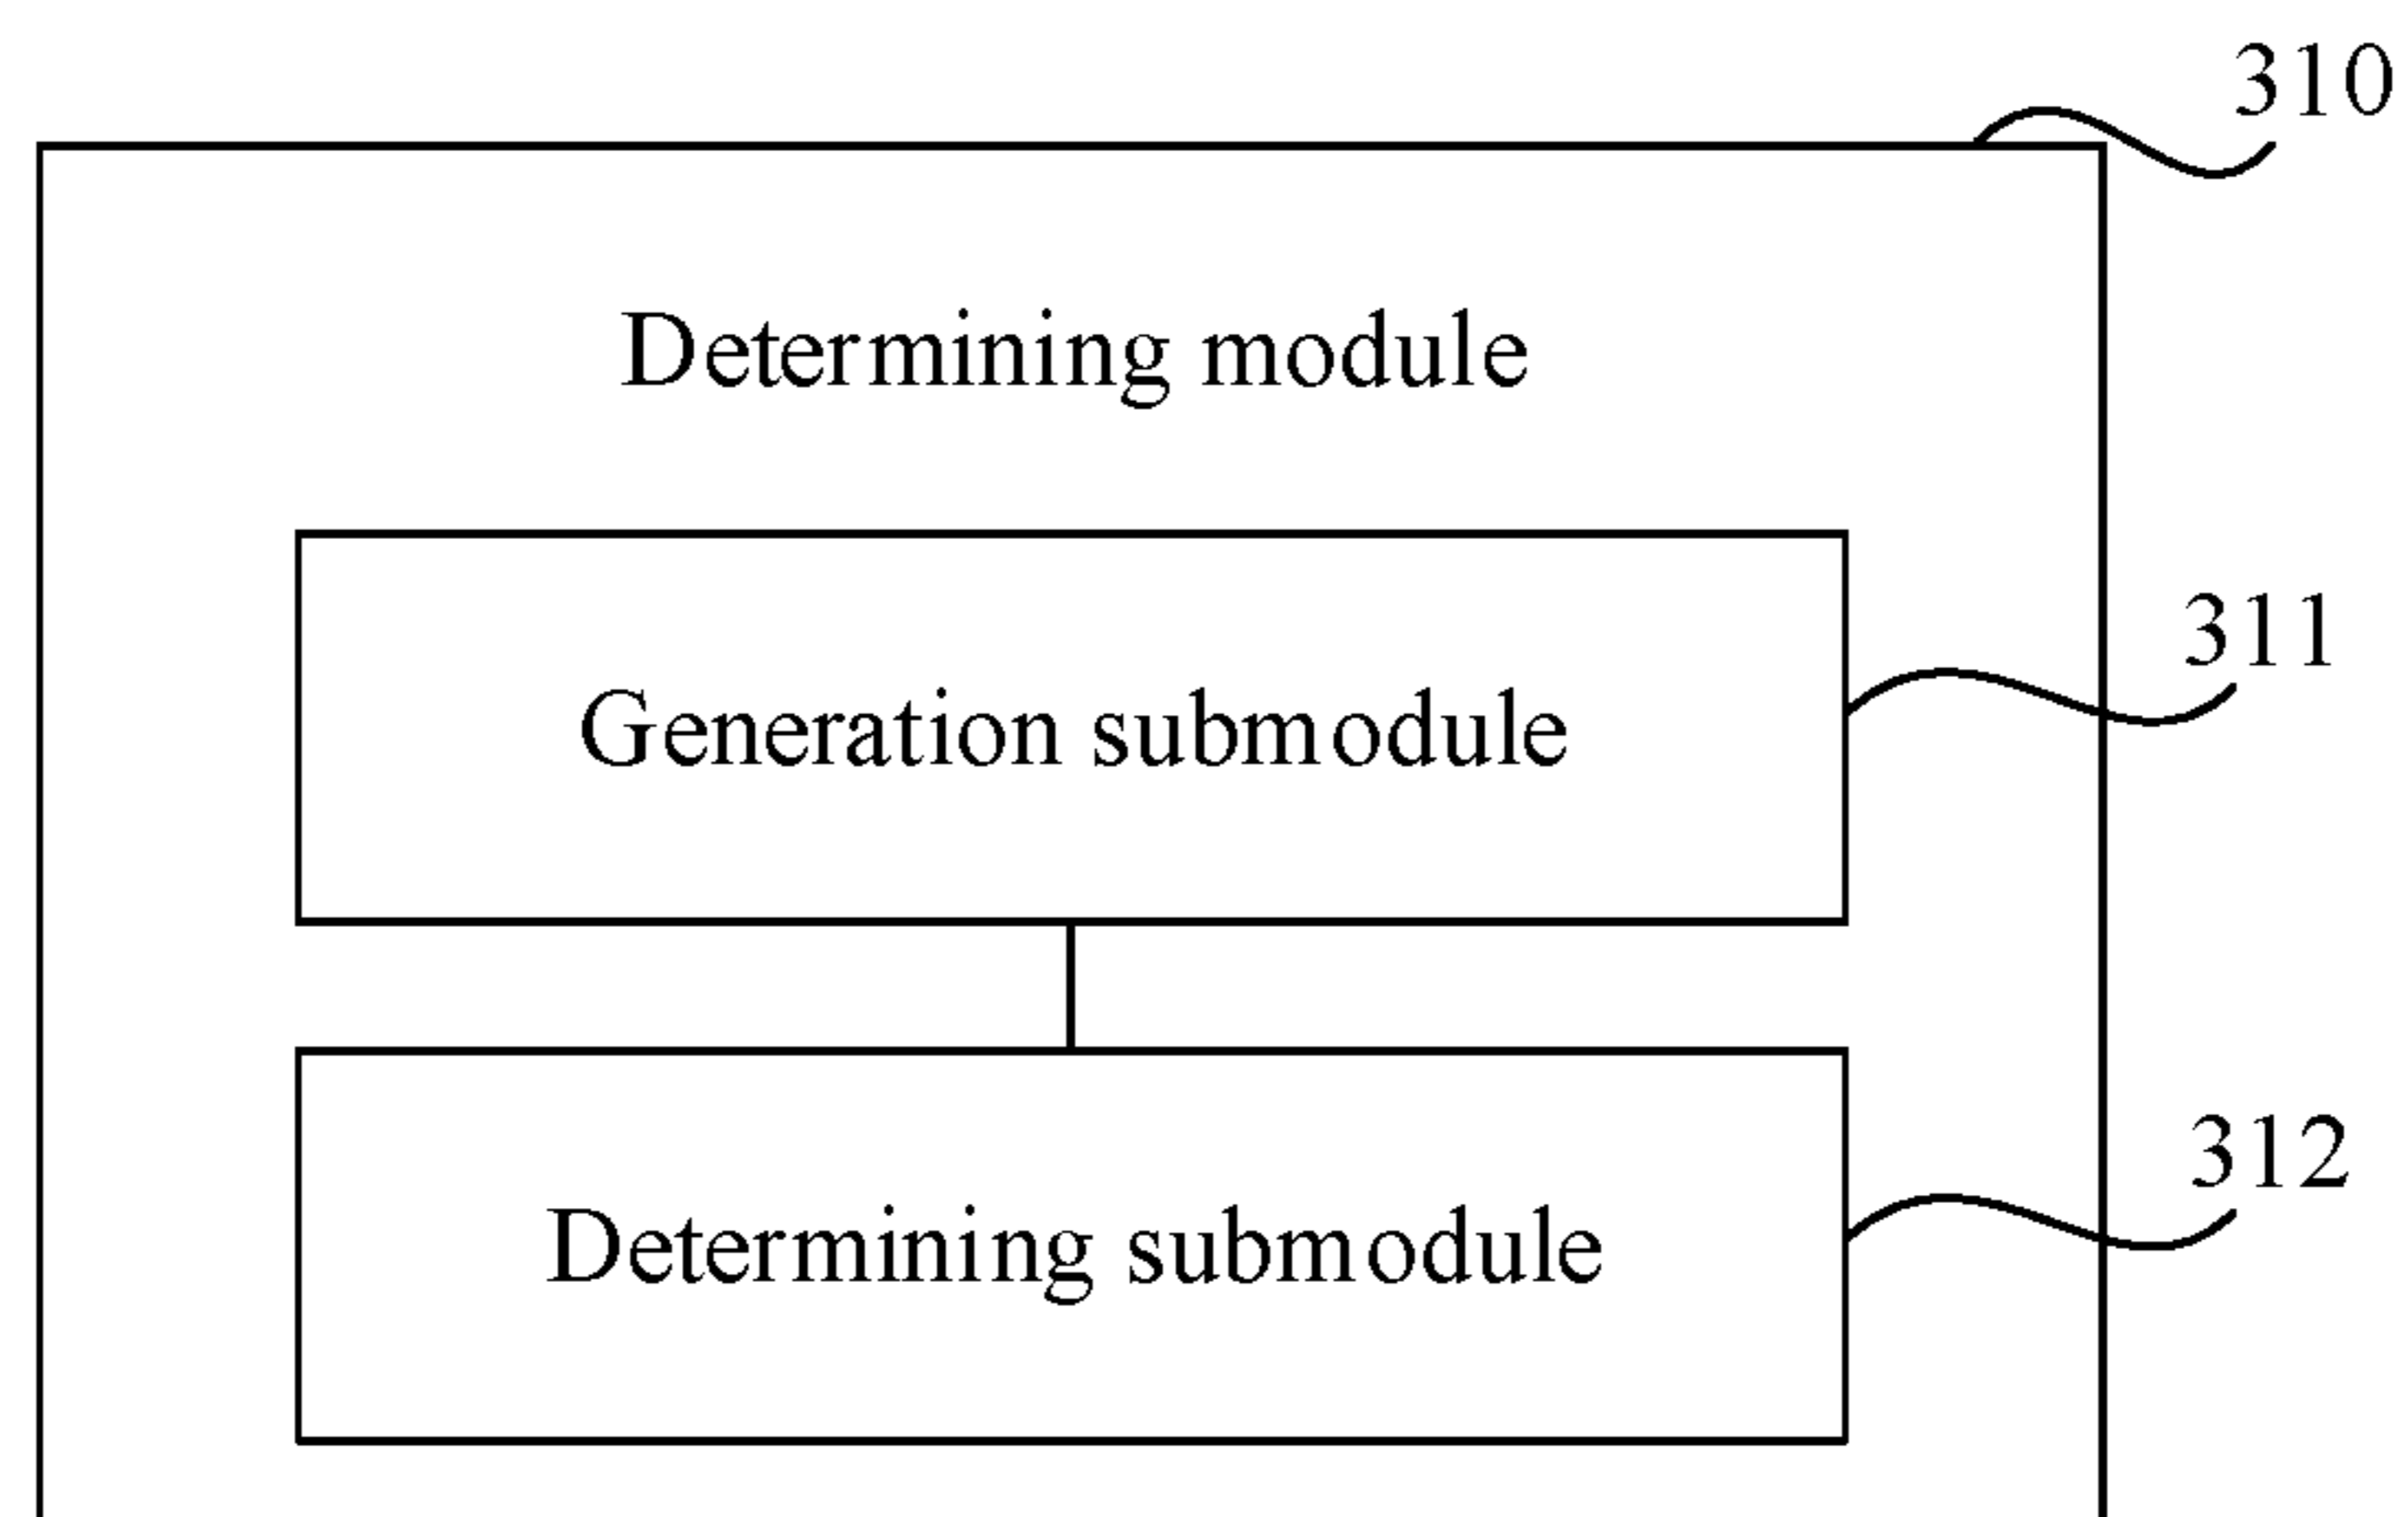 310
Determining module
311
Generation submodule
312
Determining submodule